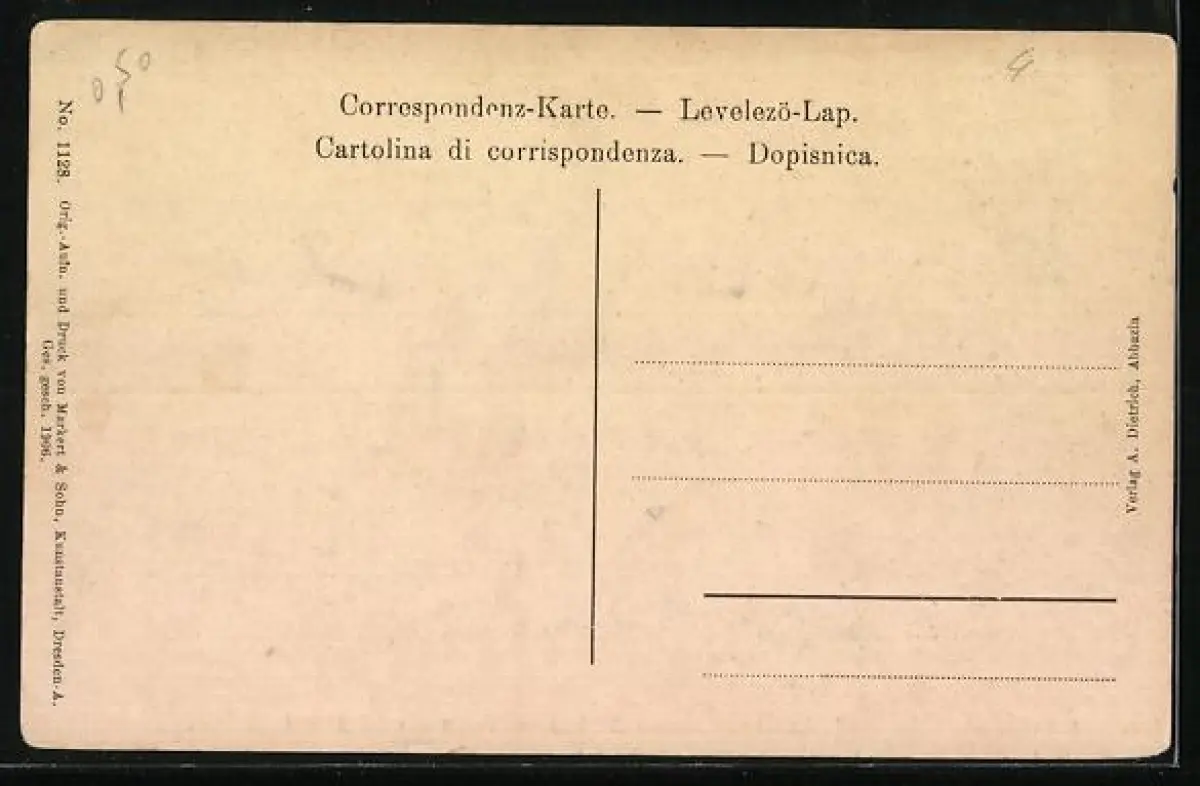 Correspondenz-Karte. — Levelező-Lap.
Cartolina di corrispondenza. — Dopisnica.
No. 1128. Orig.-Aufn. und Druck von Markert & Sohn, Kunstanstalt, Dresden-A.
Ges. gesch. 1906.
Verlag A. Dietrich, Abbazia